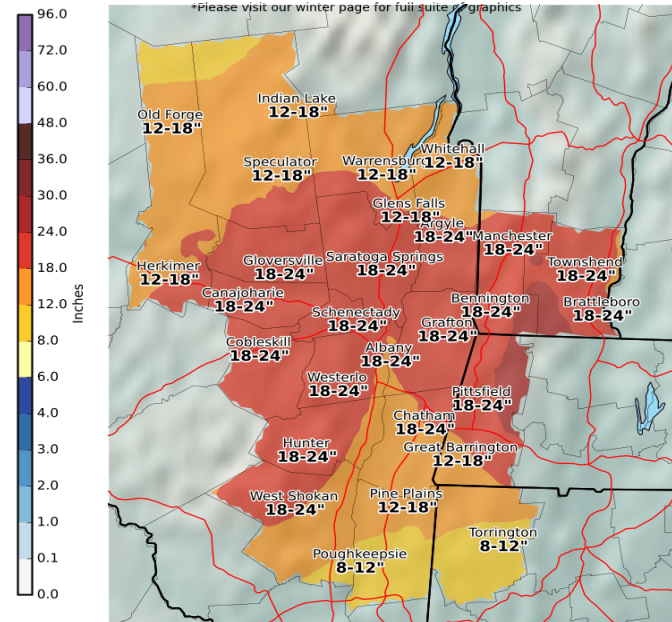 *Please visit our winter page for full suite of graphics
96.0
72.0
60.0
48.0
36.0
30.0
24.0
18.0
12.0
8.0
6.0
4.0
3.0
2.0
1.0
0.1
0.0
Inches
Indian Lake
12-18"
Old Forge
12-18"
Whitehall
12-18"
Speculator
12-18"
Warrensburg
12-18"
Glens Falls
12-18"
Argyle
18-24"
Manchester
18-24"
Herkimer
12-18"
Gloversville
18-24"
Saratoga Springs
18-24"
Townshend
18-24"
Canajoharie
18-24"
Bennington
18-24"
Brattleboro
18-24"
Schenectady
18-24"
Grafton
18-24"
Cobleskill
18-24"
Albany
18-24"
Westerlo
18-24"
Pittsfield
18-24"
Chatham
18-24"
Hunter
18-24"
Great Barrington
12-18"
West Shokan
18-24"
Pine Plains
12-18"
Torrington
8-12"
Poughkeepsie
8-12"